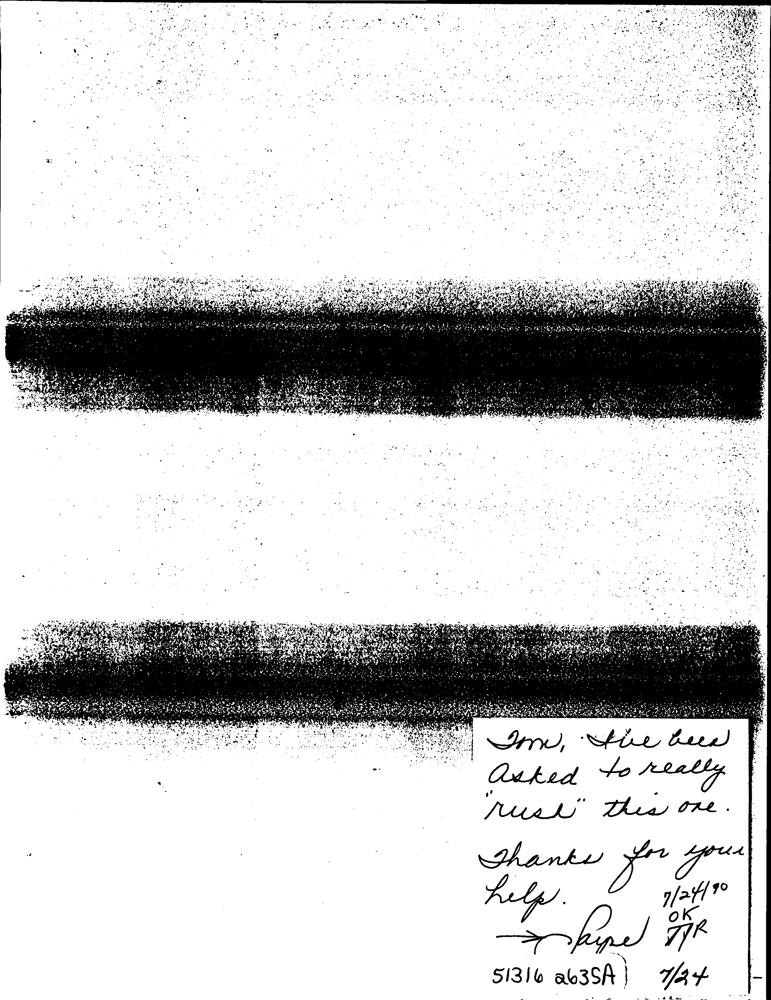 Tom, I've been
asked to really
"rush" this one.
Thanks for your
help.
7/24/90
OK
TJR
51316 2635A
7/24